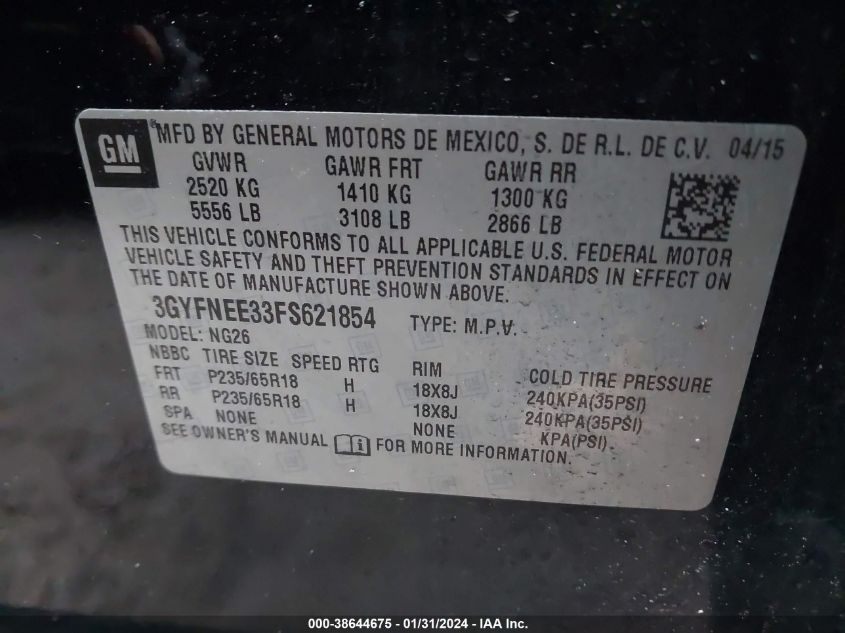 GM
® MFD BY GENERAL MOTORS DE MEXICO, S. DE R.L. DE C.V. 04/15
GVWR GAWR FRT GAWR RR
2520 KG 1410 KG 1300 KG
5556 LB 3108 LB 2866 LB
THIS VEHICLE CONFORMS TO ALL APPLICABLE U.S. FEDERAL MOTOR
VEHICLE SAFETY AND THEFT PREVENTION STANDARDS IN EFFECT ON
THE DATE OF MANUFACTURE SHOWN ABOVE.
3GYFNEE33FS621854 TYPE: M.P.V.
MODEL: NG26
NBBC TIRE SIZE SPEED RTG RIM COLD TIRE PRESSURE
FRT P235/65R18 H 18X8J 240KPA(35PSI)
RR P235/65R18 H 18X8J 240KPA(35PSI)
SPA NONE NONE KPA(PSI)
SEE OWNER'S MANUAL i FOR MORE INFORMATION.
000-38644675 - 01/31/2024 - IAA Inc.